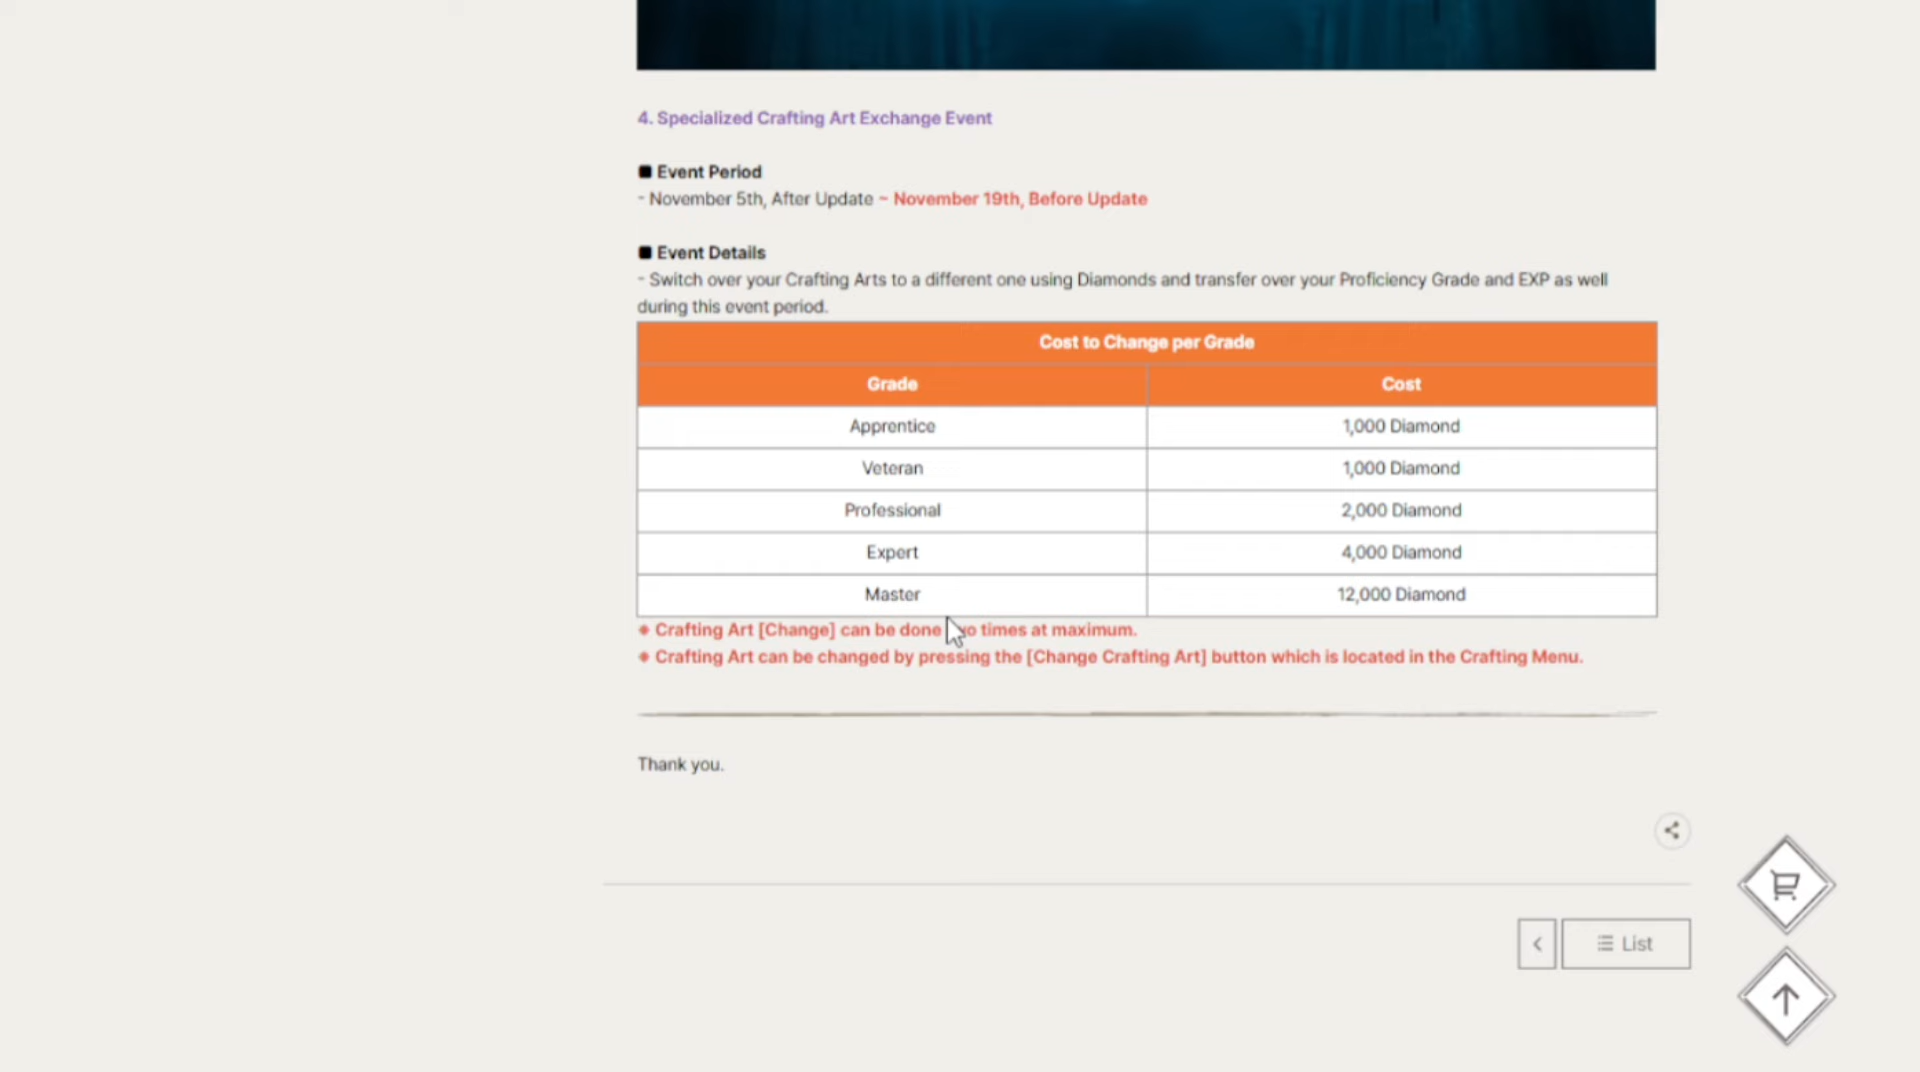 4. Specialized Crafting Art Exchange Event
■ Event Period
- November 5th, After Update ~ November 19th, Before Update
■ Event Details
- Switch over your Crafting Arts to a different one using Diamonds and transfer over your Proficiency Grade and EXP as well
during this event period.
Cost to Change per Grade
Grade Cost
Apprentice 1,000 Diamond
Veteran 1,000 Diamond
Professional 2,000 Diamond
Expert 4,000 Diamond
Master 12,000 Diamond
※ Crafting Art [Change] can be done two times at maximum.
※ Crafting Art can be changed by pressing the [Change Crafting Art] button which is located in the Crafting Menu.
Thank you.
List